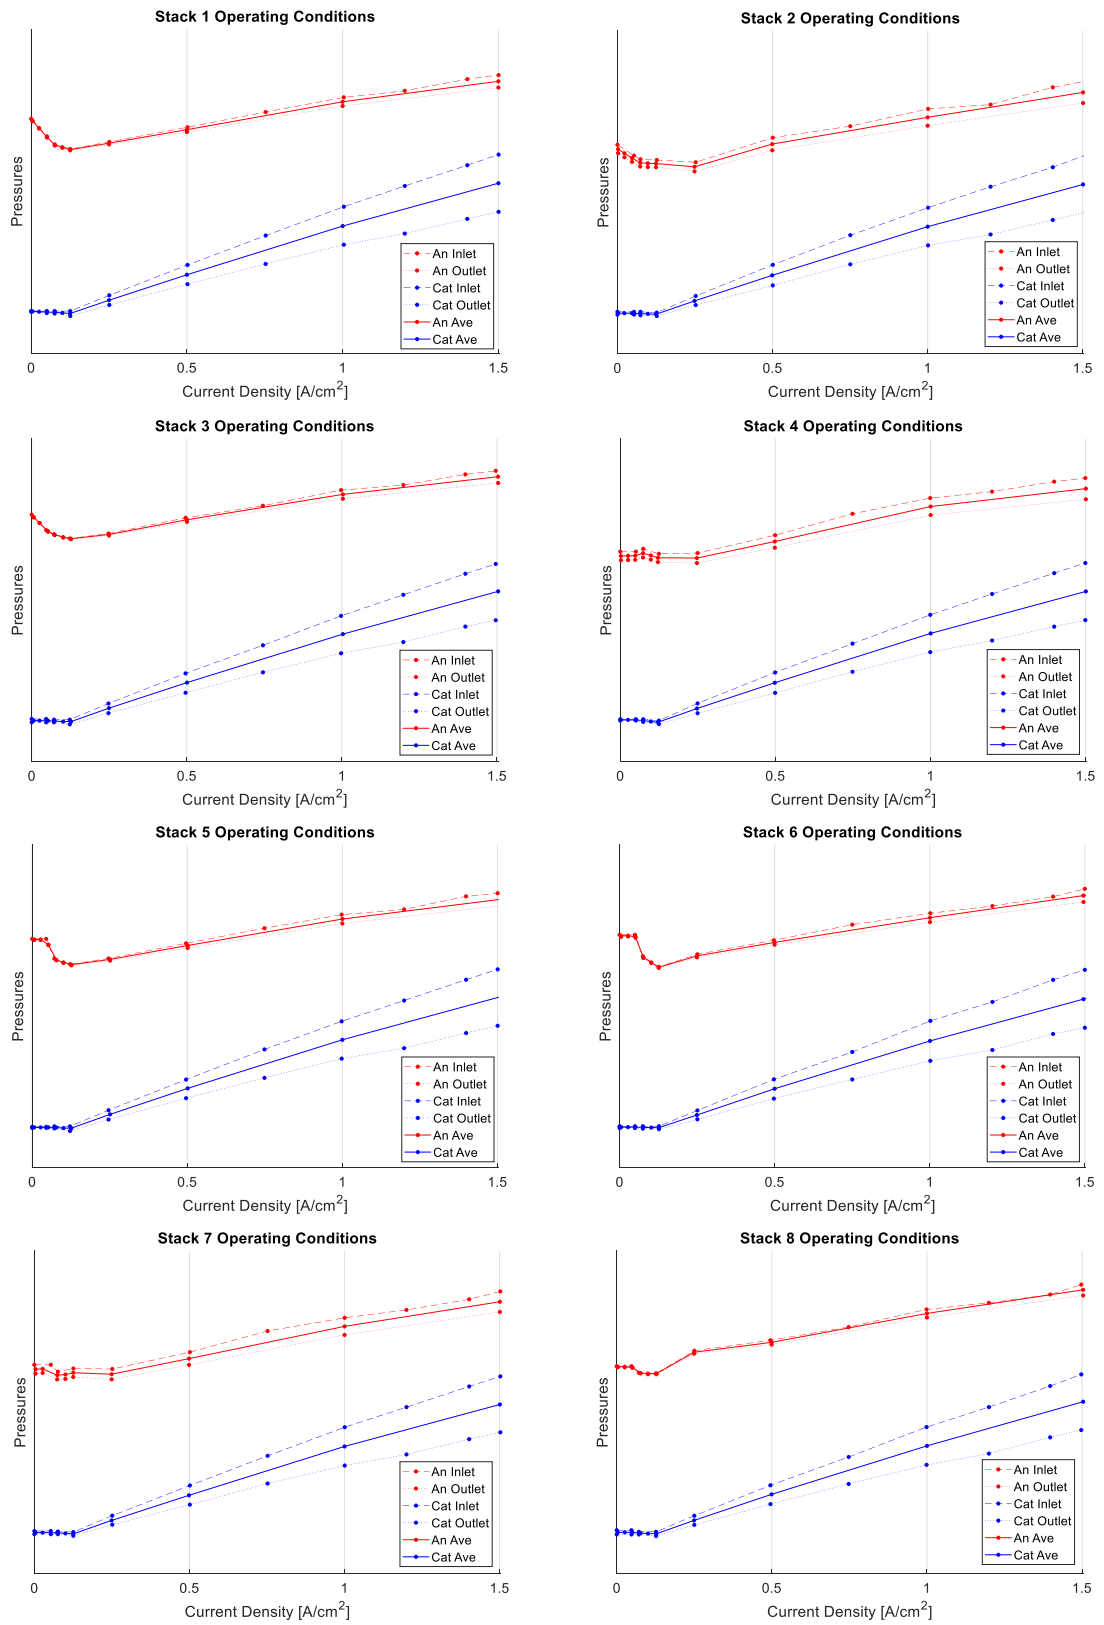 Stack 1 Operating Conditions
Pressures
An Inlet
An Outlet
Cat Inlet
Cat Outlet
An Ave
Cat Ave
0 0.5 1 1.5
Current Density [A/cm²]
Stack 2 Operating Conditions
Pressures
An Inlet
An Outlet
Cat Inlet
Cat Outlet
An Ave
Cat Ave
0 0.5 1 1.5
Current Density [A/cm²]
Stack 3 Operating Conditions
Pressures
An Inlet
An Outlet
Cat Inlet
Cat Outlet
An Ave
Cat Ave
0 0.5 1 1.5
Current Density [A/cm²]
Stack 4 Operating Conditions
Pressures
An Inlet
An Outlet
Cat Inlet
Cat Outlet
An Ave
Cat Ave
0 0.5 1 1.5
Current Density [A/cm²]
Stack 5 Operating Conditions
Pressures
An Inlet
An Outlet
Cat Inlet
Cat Outlet
An Ave
Cat Ave
0 0.5 1 1.5
Current Density [A/cm²]
Stack 6 Operating Conditions
Pressures
An Inlet
An Outlet
Cat Inlet
Cat Outlet
An Ave
Cat Ave
0 0.5 1 1.5
Current Density [A/cm²]
Stack 7 Operating Conditions
Pressures
An Inlet
An Outlet
Cat Inlet
Cat Outlet
An Ave
Cat Ave
0 0.5 1 1.5
Current Density [A/cm²]
Stack 8 Operating Conditions
Pressures
An Inlet
An Outlet
Cat Inlet
Cat Outlet
An Ave
Cat Ave
0 0.5 1 1.5
Current Density [A/cm²]